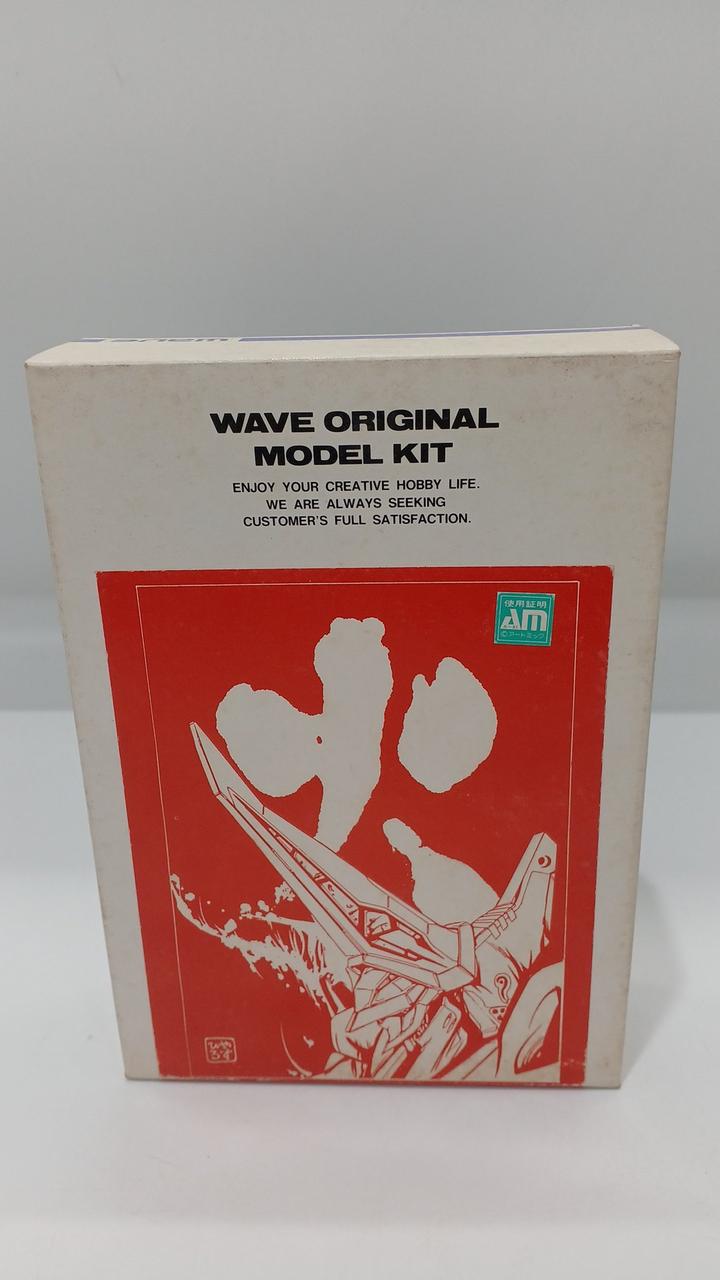 wave
WAVE ORIGINAL
MODEL KIT
ENJOY YOUR CREATIVE HOBBY LIFE.
WE ARE ALWAYS SEEKING
CUSTOMER'S FULL SATISFACTION.
使用証明
AM
©アートミック